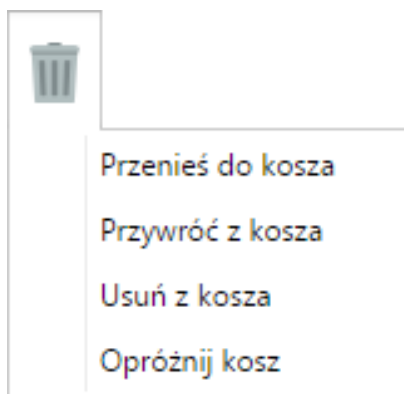 Przenieś do kosza
Przywróć z kosza
Usuń z kosza
Opróżnij kosz